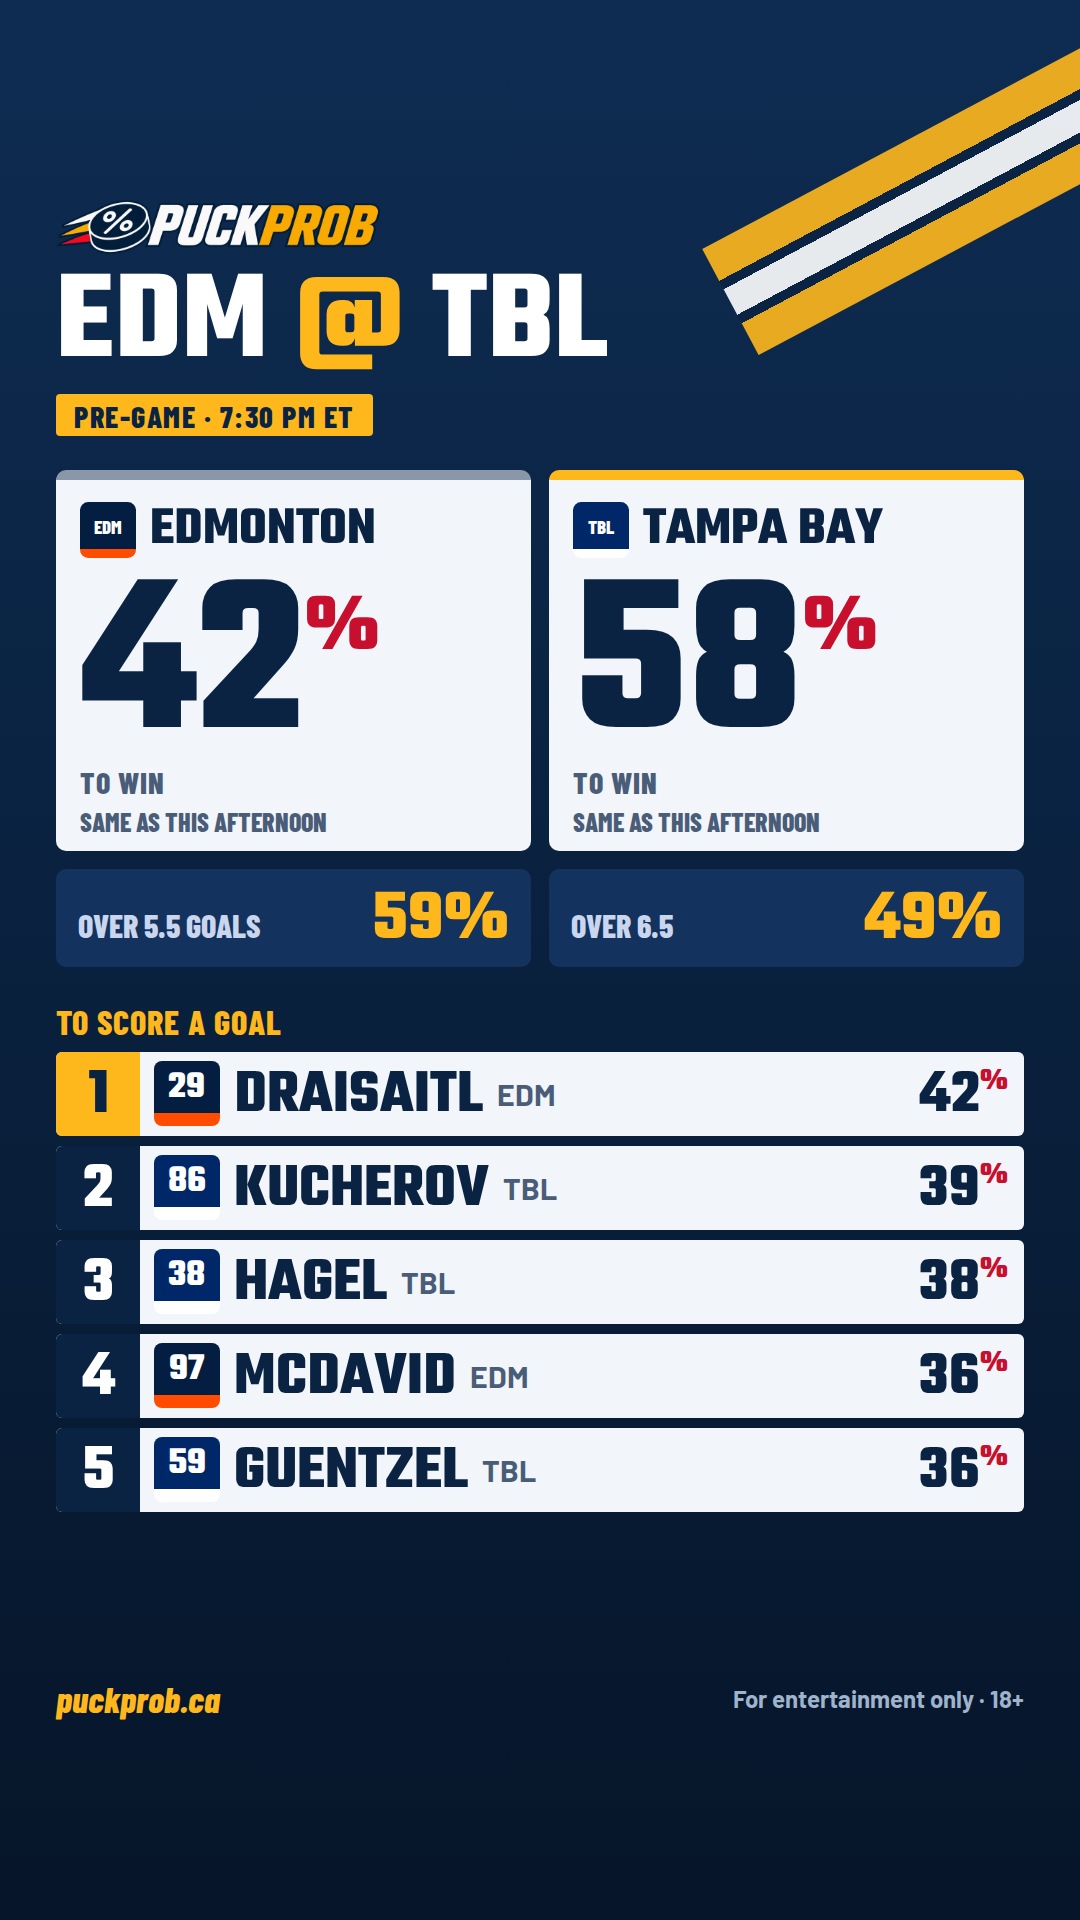 % PUCKPROB
EDM @ TBL
PRE-GAME · 7:30 PM ET
EDM EDMONTON
42%
TO WIN
SAME AS THIS AFTERNOON
TBL TAMPA BAY
58%
TO WIN
SAME AS THIS AFTERNOON
OVER 5.5 GOALS 59%
OVER 6.5 49%
TO SCORE A GOAL
1 29 DRAISAITL EDM 42%
2 86 KUCHEROV TBL 39%
3 38 HAGEL TBL 38%
4 97 MCDAVID EDM 36%
5 59 GUENTZEL TBL 36%
puckprob.ca
For entertainment only · 18+